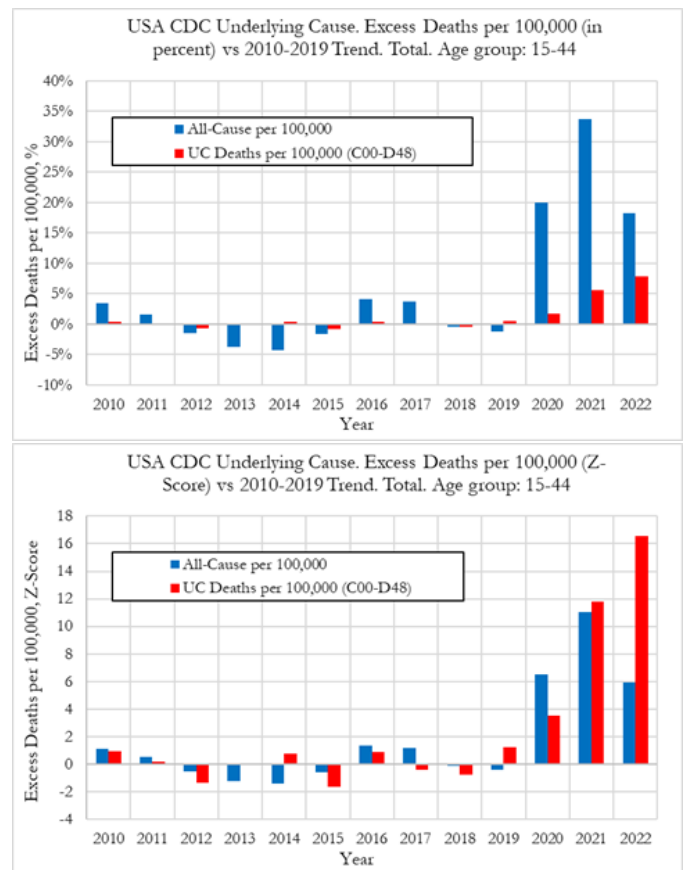 USA CDC Underlying Cause. Excess Deaths per 100,000 (in
percent) vs 2010-2019 Trend. Total. Age group: 15-44
40%
35%
30%
25%
20%
15%
10%
5%
0%
-5%
-10%
Excess Deaths per 100,000, %
All-Cause per 100,000
UC Deaths per 100,000 (C00-D48)
2010 2011 2012 2013 2014 2015 2016 2017 2018 2019 2020 2021 2022
Year
USA CDC Underlying Cause. Excess Deaths per 100,000 (Z-
Score) vs 2010-2019 Trend. Total. Age group: 15-44
18
16
14
12
10
8
6
4
2
0
-2
-4
Excess Deaths per 100,000, Z-Score
All-Cause per 100,000
UC Deaths per 100,000 (C00-D48)
2010 2011 2012 2013 2014 2015 2016 2017 2018 2019 2020 2021 2022
Year